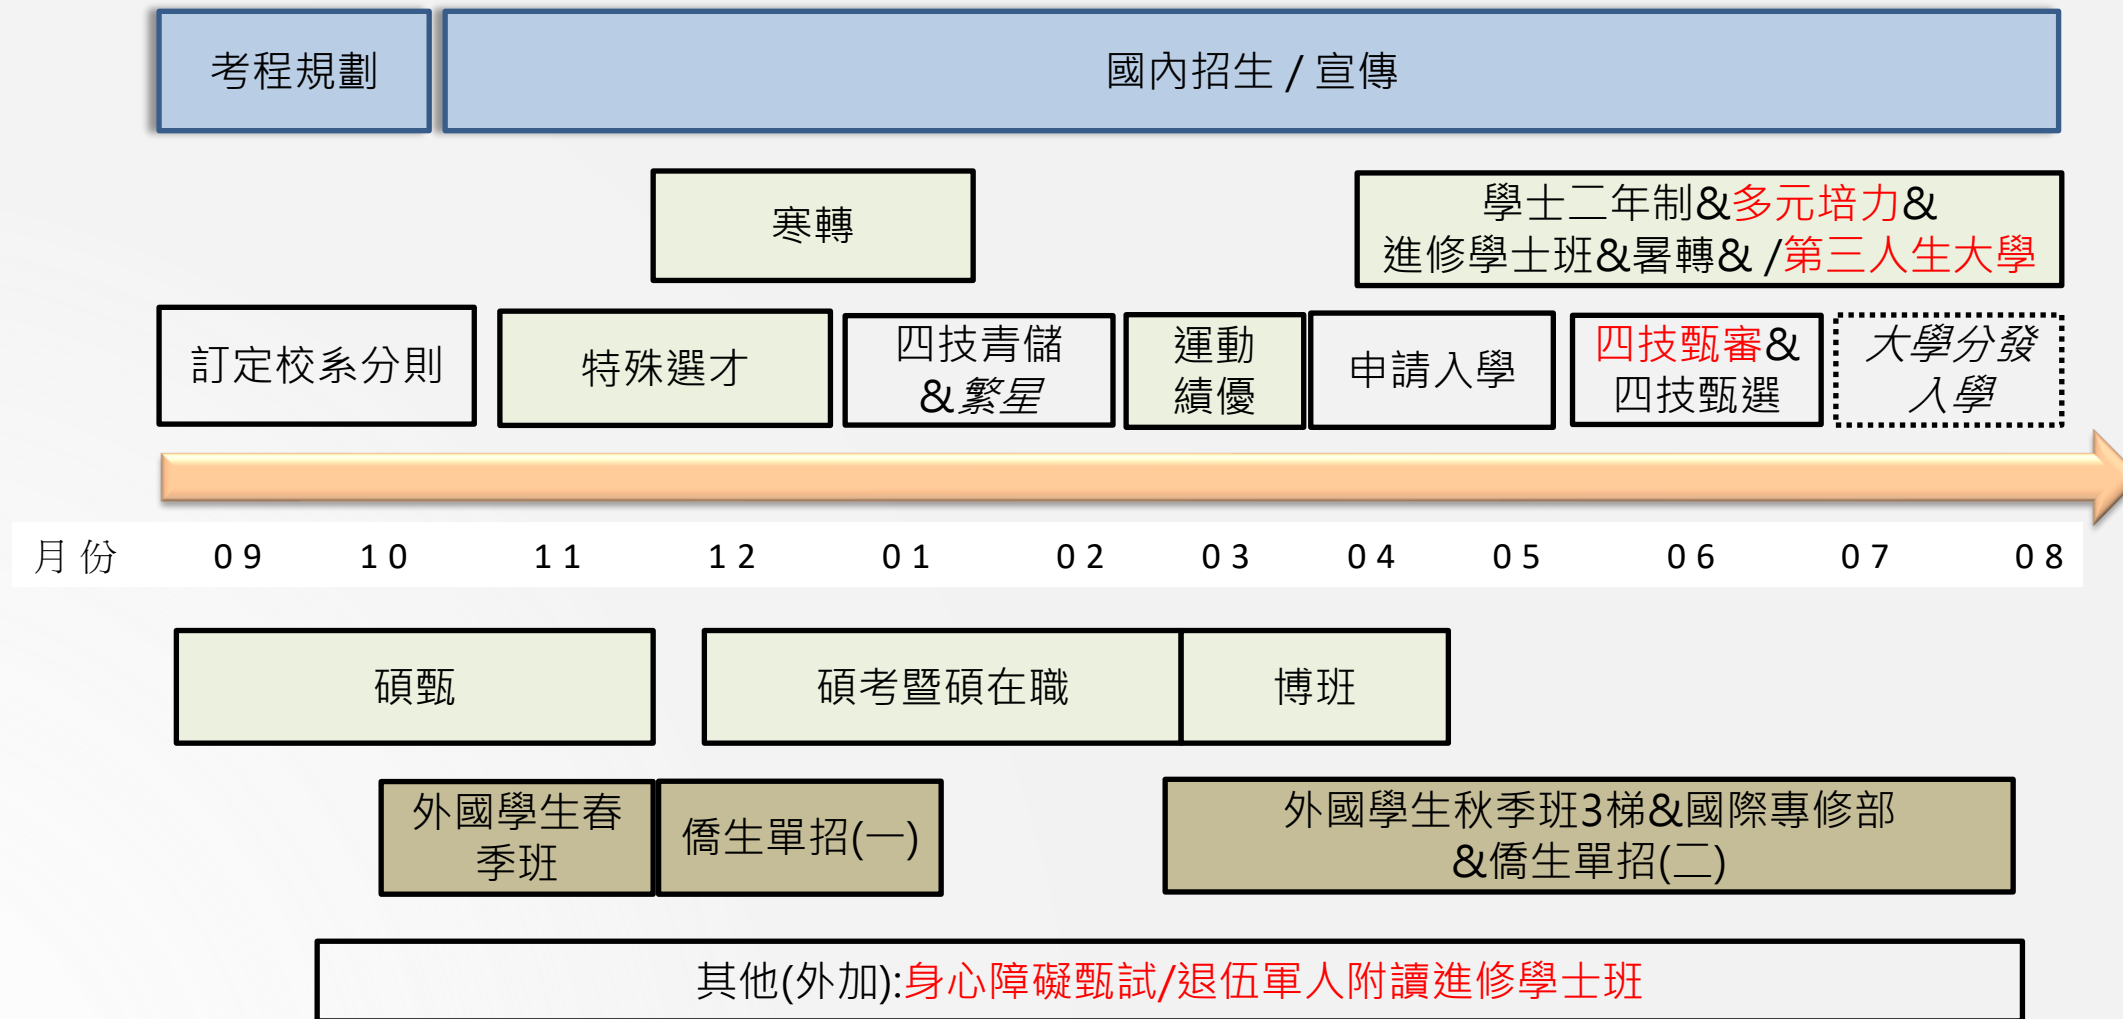 考程規劃
國內招生 / 宣傳
寒轉
學士二年制&多元培力&
進修學士班&暑轉& /第三人生大學
訂定校系分則
特殊選才
四技青儲
&繁星
運動
績優
申請入學
四技甄審&
四技甄選
大學分發
入學
月份 09 10 11 12 01 02 03 04 05 06 07 08
碩甄
碩考暨碩在職
博班
外國學生春
季班
僑生單招(一)
外國學生秋季班3梯&國際專修部
&僑生單招(二)
其他(外加):身心障礙甄試/退伍軍人附讀進修學士班